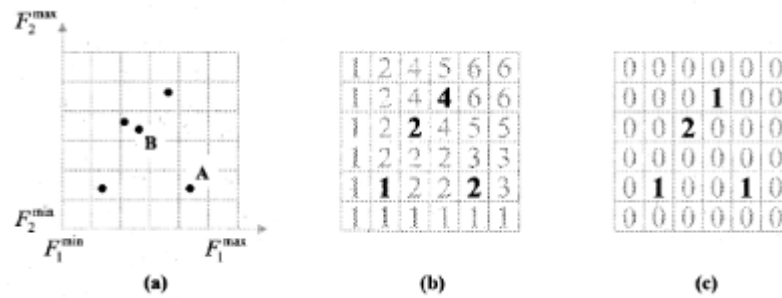 F₂ᵐᵃˣ
B
A
F₂ᵐⁱⁿ
F₁ᵐⁱⁿ F₁ᵐᵃˣ
(a)
1 2 4 5 6 6
1 2 4 4 6 6
1 2 2 4 5 5
1 2 2 2 3 3
1 1 2 2 2 3
1 1 1 1 1 1
(b)
0 0 0 0 0 0
0 0 0 1 0 0
0 0 2 0 0 0
0 0 0 0 0 0
0 1 0 0 1 0
0 0 0 0 0 0
(c)